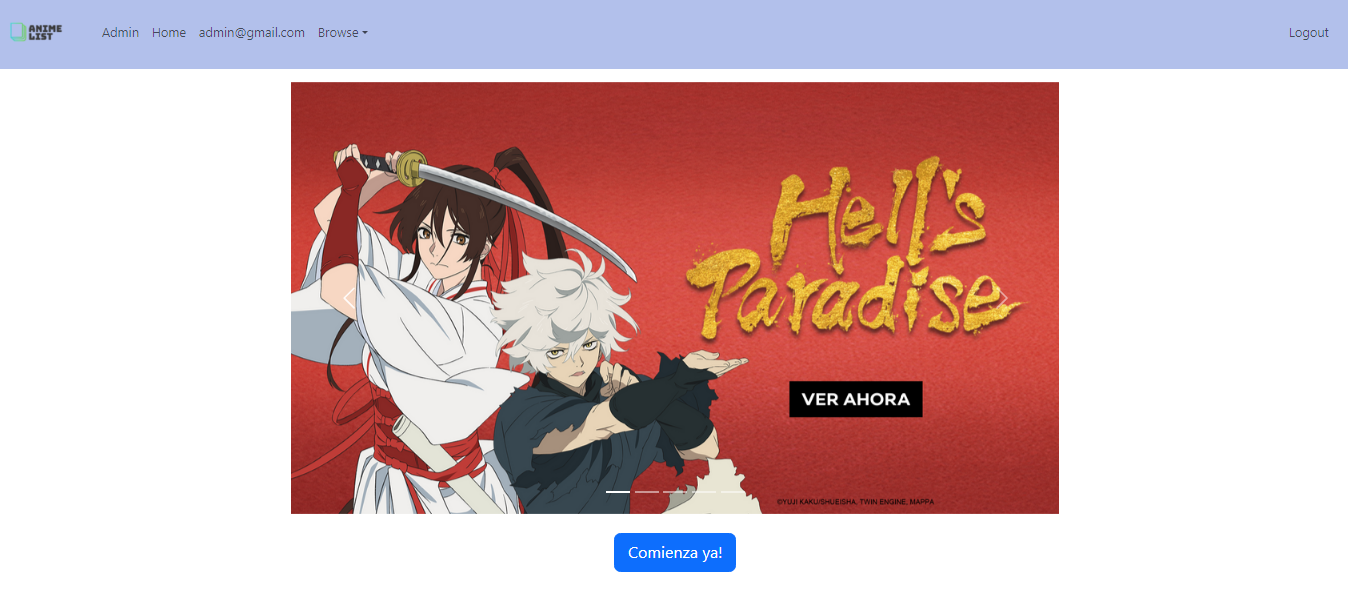 ANIME
LIST
Admin Home admin@gmail.com Browse Logout
Hell's
Paradise
VER AHORA
©YUJI KAKU/SHUEISHA, TWIN ENGINE, MAPPA
Comienza ya!